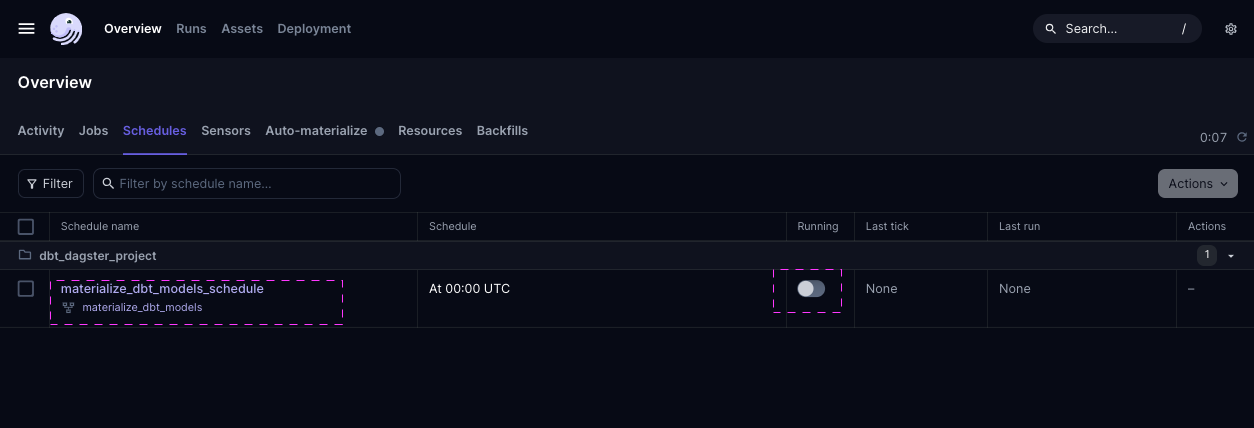 Overview Runs Assets Deployment Search... /
Overview
Activity Jobs Schedules Sensors Auto-materialize Resources Backfills 0:07
Filter Filter by schedule name... Actions
Schedule name Schedule Running Last tick Last run Actions
dbt_dagster_project 1
materialize_dbt_models_schedule At 00:00 UTC None None –
materialize_dbt_models